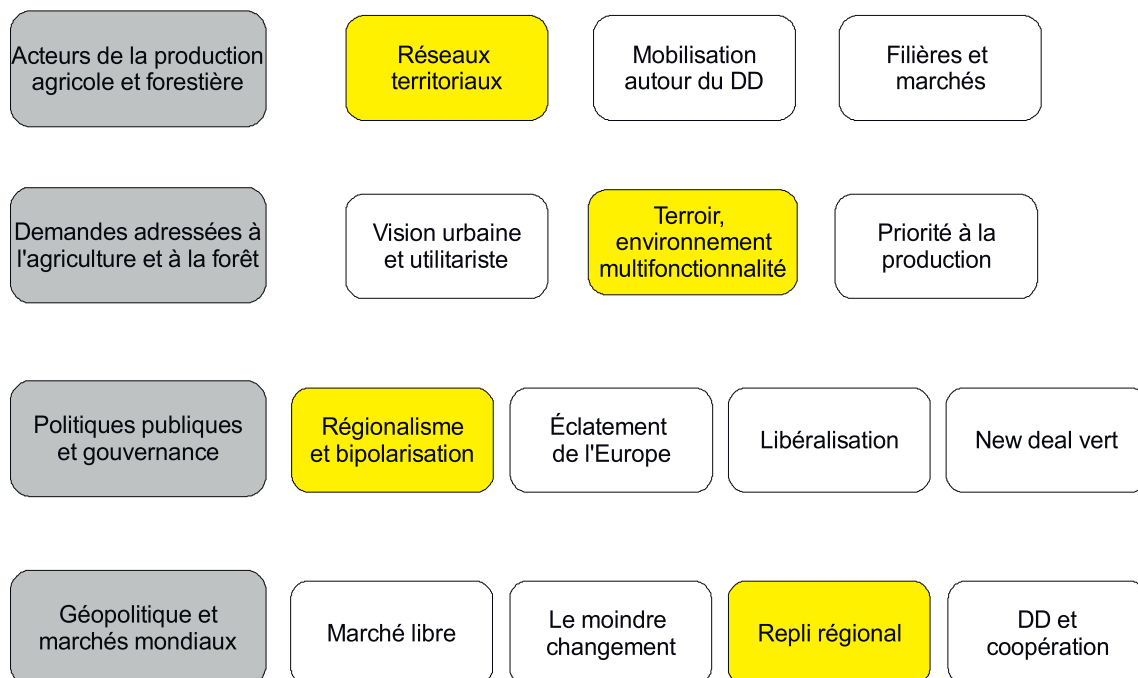 Acteurs de la production
agricole et forestière
Réseaux
territoriaux
Mobilisation
autour du DD
Filières et
marchés
Demandes adressées à
l'agriculture et à la forêt
Vision urbaine
et utilitariste
Terroir,
environnement
multifonctionnalité
Priorité à la
production
Politiques publiques
et gouvernance
Régionalisme
et bipolarisation
Éclatement
de l'Europe
Libéralisation
New deal vert
Géopolitique et
marchés mondiaux
Marché libre
Le moindre
changement
Repli régional
DD et
coopération